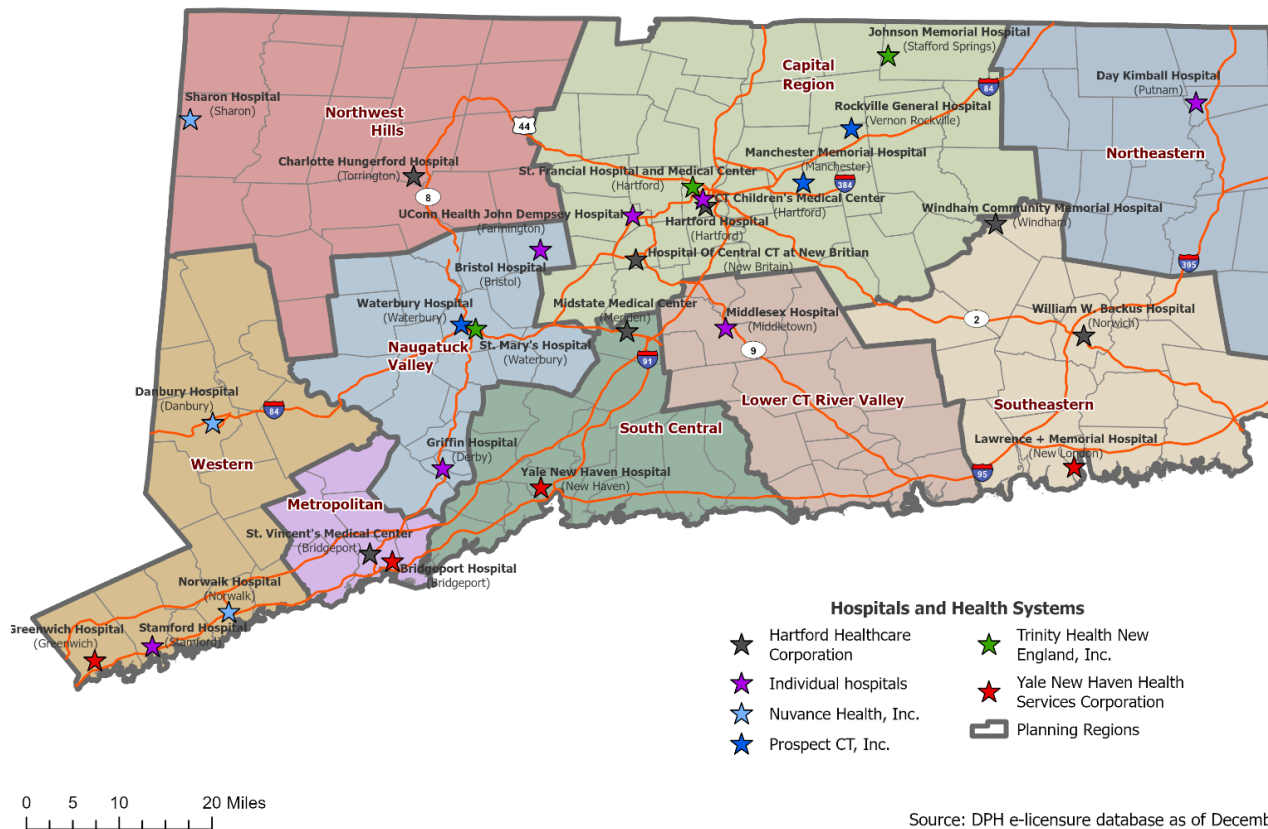 Johnson Memorial Hospital
(Stafford Springs)
Capital
Region
Day Kimball Hospital
(Putnam)
84
Sharon Hospital
(Sharon)
Northwest
Hills
44
Rockville General Hospital
(Vernon Rockville)
Northeastern
Charlotte Hungerford Hospital
(Torrington)
Manchester Memorial Hospital
(Manchester)
384
St. Francial Hospital and Medical Center
(Hartford)
8
CT Children's Medical Center
(Hartford)
UConn Health John Dempsey Hospital
(Farmington)
Hartford Hospital
(Hartford)
Windham Community Memorial Hospital
(Windham)
Bristol Hospital
(Bristol)
Hospital Of Central CT at New Britian
(New Britain)
395
Waterbury Hospital
(Waterbury)
Midstate Medical Center
(Meriden)
Middlesex Hospital
(Middletown)
William W. Backus Hospital
(Norwich)
2
Naugatuck
Valley
St. Mary's Hospital
(Waterbury)
91
9
Danbury Hospital
(Danbury)
84
Lower CT River Valley
Southeastern
South Central
Western
Griffin Hospital
(Derby)
Lawrence + Memorial Hospital
(New London)
Yale New Haven Hospital
(New Haven)
95
Metropolitan
St. Vincent's Medical Center
(Bridgeport)
Bridgeport Hospital
(Bridgeport)
Norwalk Hospital
(Norwalk)
Greenwich Hospital
(Greenwich)
Stamford Hospital
(Stamford)
Hospitals and Health Systems
Hartford Healthcare
Corporation
Individual hospitals
Nuvance Health, Inc.
Prospect CT, Inc.
Trinity Health New
England, Inc.
Yale New Haven Health
Services Corporation
Planning Regions
0 5 10 20 Miles
Source: DPH e-licensure database as of Decemb